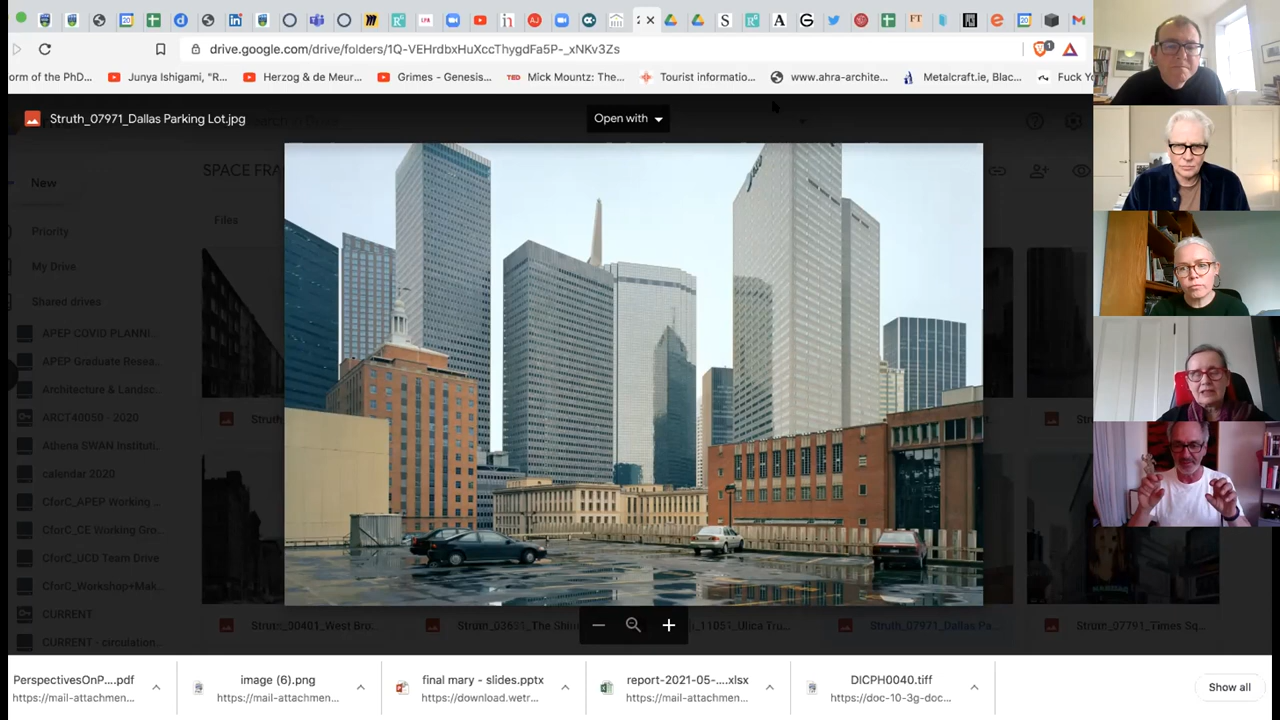 drive.google.com/drive/folders/1Q-VEHrdbxHuXccThygdFa5P-_xNKv3Zs
1
orm of the PhD...
Junya Ishigami, "R...
Herzog & de Meur...
Grimes - Genesis...
TED
Mick Mountz: The...
Tourist informatio...
www.ahra-archite...
Metalcraft.ie, Blac...
Struth_07971_Dallas Parking Lot.jpg
Open with
New
SPACE FRA
Priority
Files
My Drive
Shared drives
APEP COVID PLANNI...
APEP Graduate Resea...
Architecture & Landsc...
ARCT40050 - 2020
Athena SWAN Instituti...
calendar 2020
CforC_APEP Working ...
CforC_CE Working Gro...
CforC_UCD Team Drive
CforC_Workshop+Mak...
CURRENT
CURRENT - circulation
Struth_00401_West Bro...
Struth_07971_Dallas Pa...
Struth_07791_Times Sq...
PerspectivesOnP....pdf
https://mail-attachmen...
image (6).png
https://mail-attachmen...
final mary - slides.pptx
https://download.wetr...
report-2021-05-....xlsx
https://mail-attachmen...
DICPH0040.tiff
https://doc-10-3g-doc...
Show all